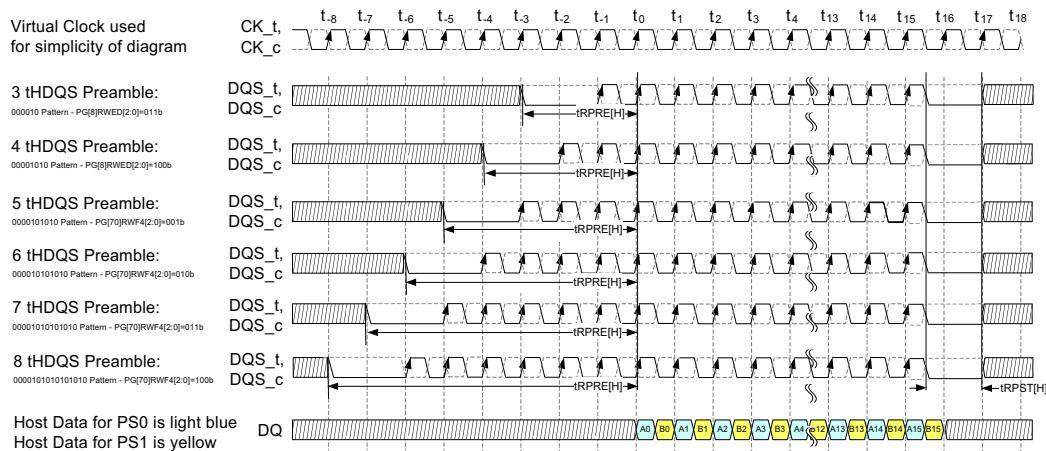 Virtual Clock used
for simplicity of diagram
CK_t,
CK_c
t-8 t-7 t-6 t-5 t-4 t-3 t-2 t-1 t0 t1 t2 t3 t4 t13 t14 t15 t16 t17 t18
3 tHDQS Preamble:
000010 Pattern - PG[8]RWED[2:0]=011b
DQS_t,
DQS_c
tRPRE[H]
4 tHDQS Preamble:
00001010 Pattern - PG[8]RWED[2:0]=100b
DQS_t,
DQS_c
tRPRE[H]
5 tHDQS Preamble:
0000101010 Pattern - PG[70]RWF4[2:0]=001b
DQS_t,
DQS_c
tRPRE[H]
6 tHDQS Preamble:
000010101010 Pattern - PG[70]RWF4[2:0]=010b
DQS_t,
DQS_c
tRPRE[H]
7 tHDQS Preamble:
00001010101010 Pattern - PG[70]RWF4[2:0]=011b
DQS_t,
DQS_c
tRPRE[H]
8 tHDQS Preamble:
0000101010101010 Pattern - PG[70]RWF4[2:0]=100b
DQS_t,
DQS_c
tRPRE[H]
tRPST[H]
Host Data for PS0 is light blue
Host Data for PS1 is yellow
DQ
A0 B0 A1 B1 A2 B2 A3 B3 A4 B12 A13 B13 A14 B14 A15 B15